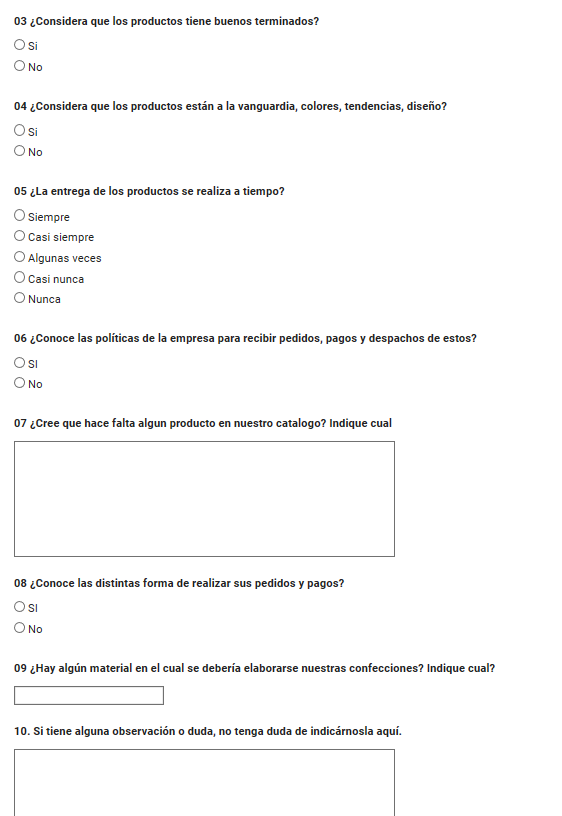 03 ¿Considera que los productos tiene buenos terminados?
Si
No
04 ¿Considera que los productos están a la vanguardia, colores, tendencias, diseño?
Si
No
05 ¿La entrega de los productos se realiza a tiempo?
Siempre
Casi siempre
Algunas veces
Casi nunca
Nunca
06 ¿Conoce las políticas de la empresa para recibir pedidos, pagos y despachos de estos?
SI
No
07 ¿Cree que hace falta algun producto en nuestro catalogo? Indique cual
08 ¿Conoce las distintas forma de realizar sus pedidos y pagos?
SI
No
09 ¿Hay algún material en el cual se debería elaborarse nuestras confecciones? Indique cual?
10. Si tiene alguna observación o duda, no tenga duda de indicárnosla aquí.